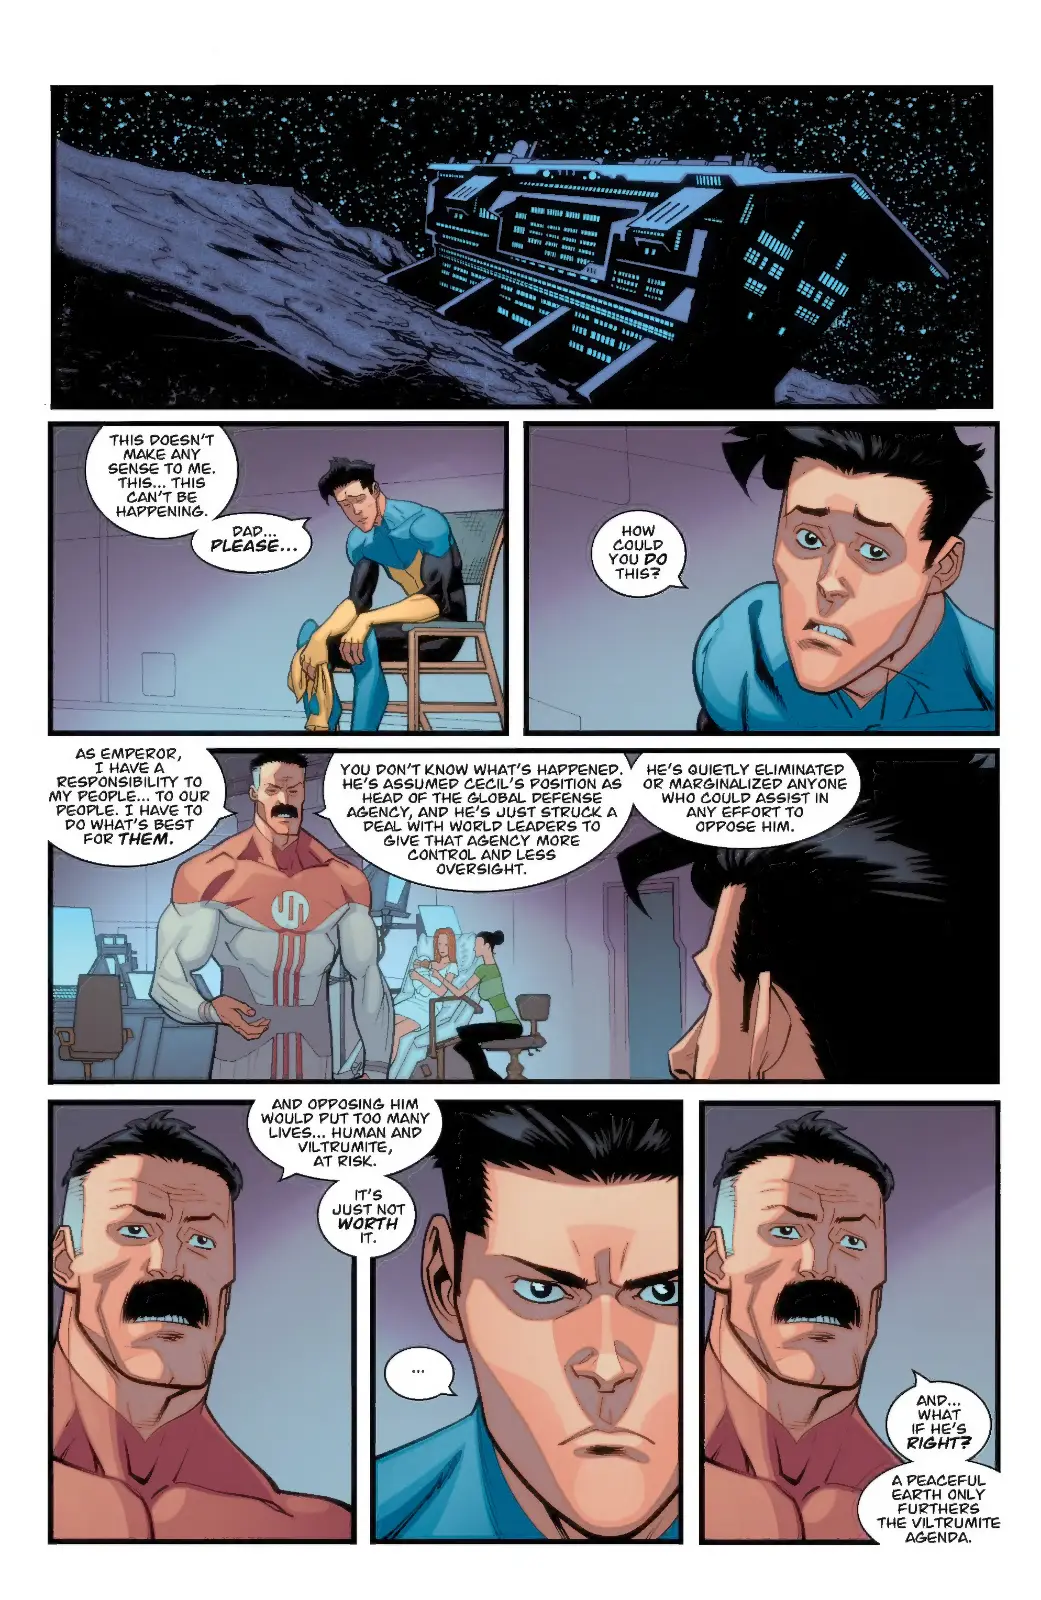 THIS DOESN'T
MAKE ANY
SENSE TO ME.
THIS... THIS
CAN'T BE
HAPPENING.
DAD...
PLEASE...
HOW
COULD
YOU DO
THIS?
AS EMPEROR,
I HAVE A
RESPONSIBILITY TO
MY PEOPLE... TO OUR
PEOPLE. I HAVE TO
DO WHAT'S BEST
FOR THEM.
YOU DON'T KNOW WHAT'S HAPPENED.
HE'S ASSUMED CECIL'S POSITION AS
HEAD OF THE GLOBAL DEFENSE
AGENCY, AND HE'S JUST STRUCK A
DEAL WITH WORLD LEADERS TO
GIVE THAT AGENCY MORE
CONTROL AND LESS
OVERSIGHT.
HE'S QUIETLY ELIMINATED
OR MARGINALIZED ANYONE
WHO COULD ASSIST IN
ANY EFFORT TO
OPPOSE HIM.
AND OPPOSING HIM
WOULD PUT TOO MANY
LIVES... HUMAN AND
VILTRUMITE,
AT RISK.
IT'S
JUST NOT
WORTH
IT.
...
AND...
WHAT
IF HE'S
RIGHT?
A PEACEFUL
EARTH ONLY
FURTHERS
THE VILTRUMITE
AGENDA.